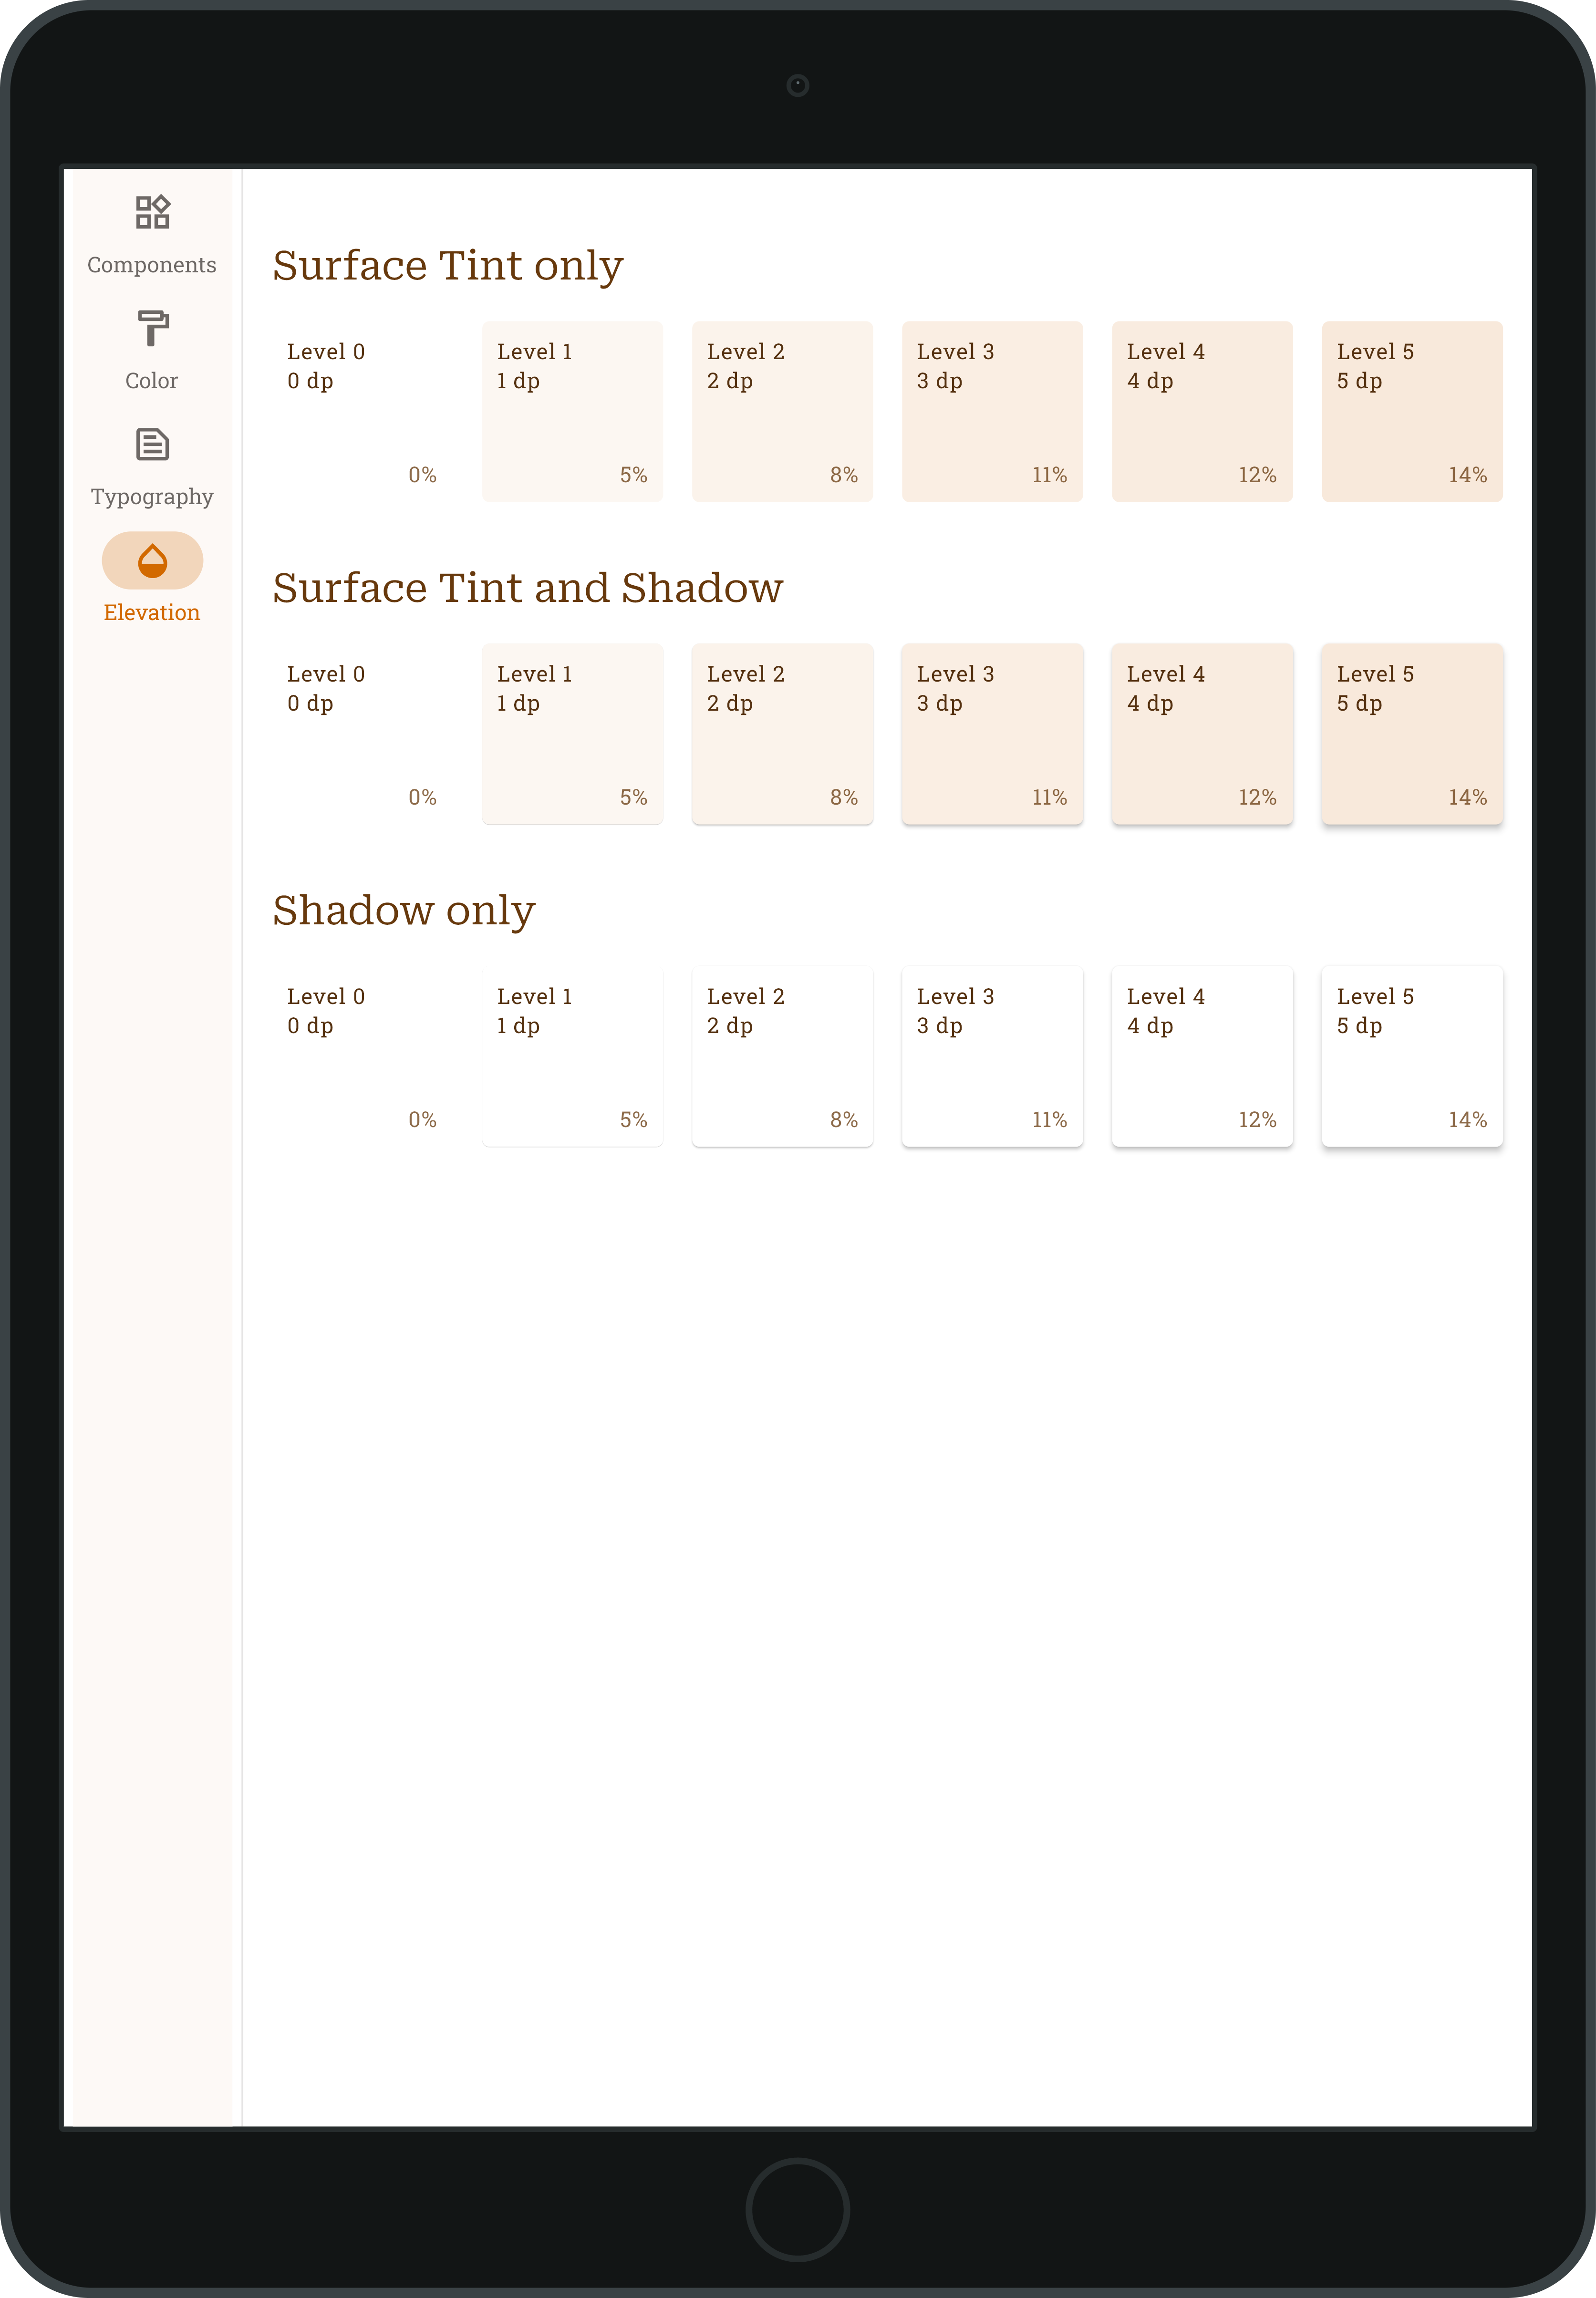 Components
Color
Typography
Elevation
Surface Tint only
Level 0
0 dp
0%
Level 1
1 dp
5%
Level 2
2 dp
8%
Level 3
3 dp
11%
Level 4
4 dp
12%
Level 5
5 dp
14%
Surface Tint and Shadow
Level 0
0 dp
0%
Level 1
1 dp
5%
Level 2
2 dp
8%
Level 3
3 dp
11%
Level 4
4 dp
12%
Level 5
5 dp
14%
Shadow only
Level 0
0 dp
0%
Level 1
1 dp
5%
Level 2
2 dp
8%
Level 3
3 dp
11%
Level 4
4 dp
12%
Level 5
5 dp
14%